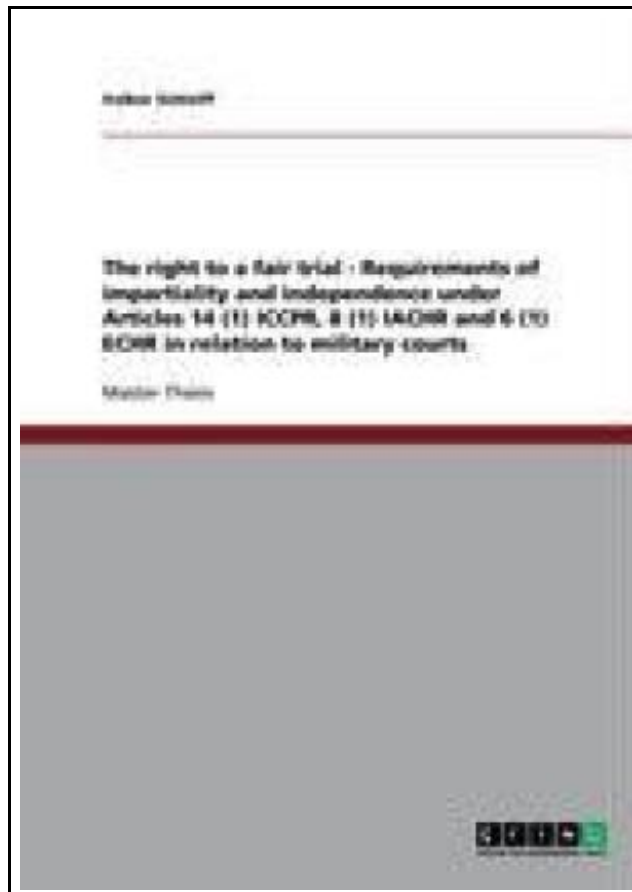 The right to a fair trial - Requirements of
impartiality and independence under
Articles 14 (1) ICCPR, 8 (1) IACHR and 6 (1)
ECHR in relation to military courts
Master Thesis
GRIN